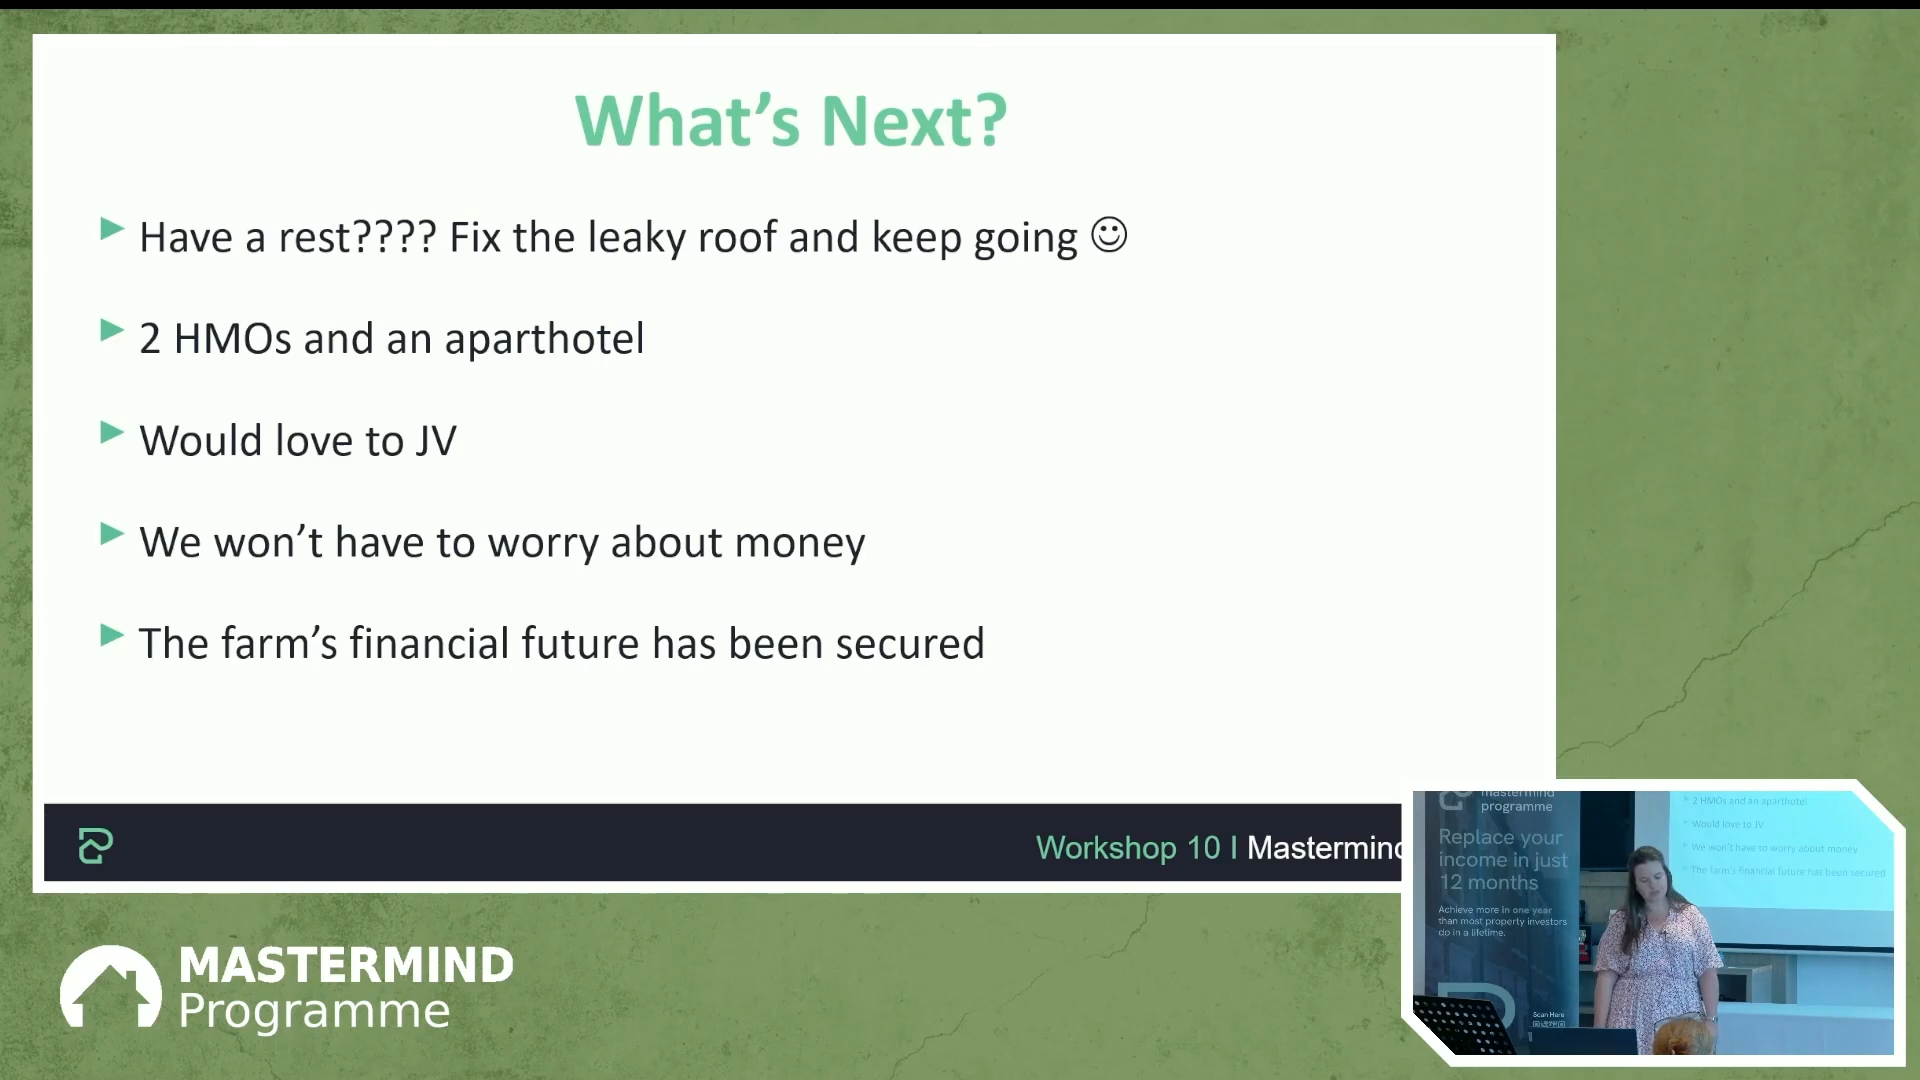 What's Next?
Have a rest???? Fix the leaky roof and keep going ☺
2 HMOs and an aparthotel
Would love to JV
We won't have to worry about money
The farm's financial future has been secured
Workshop 10 I Mastermind
MASTERMIND
Programme
mastermind
programme
Replace your
income in just
12 months
Achieve more in one year
than most property investors
do in a lifetime.
Scan Here
2 HMOs and an aparthotel
Would love to JV
We won't have to worry about money
The farm's financial future has been secured